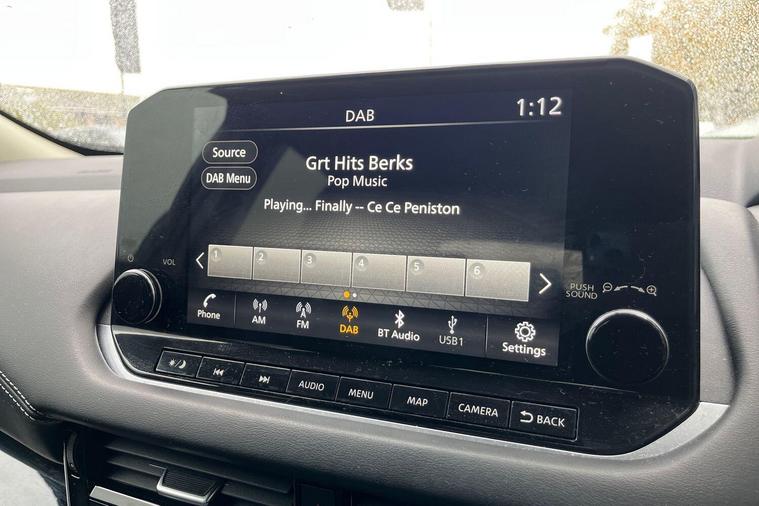 DAB
1:12
Source
Grt Hits Berks
DAB Menu
Pop Music
Playing... Finally -- Ce Ce Peniston
VOL
1 2 3 4 5 6
PUSH
SOUND
Phone
AM
FM
DAB
BT Audio
USB1
Settings
AUDIO
MENU
MAP
CAMERA
BACK